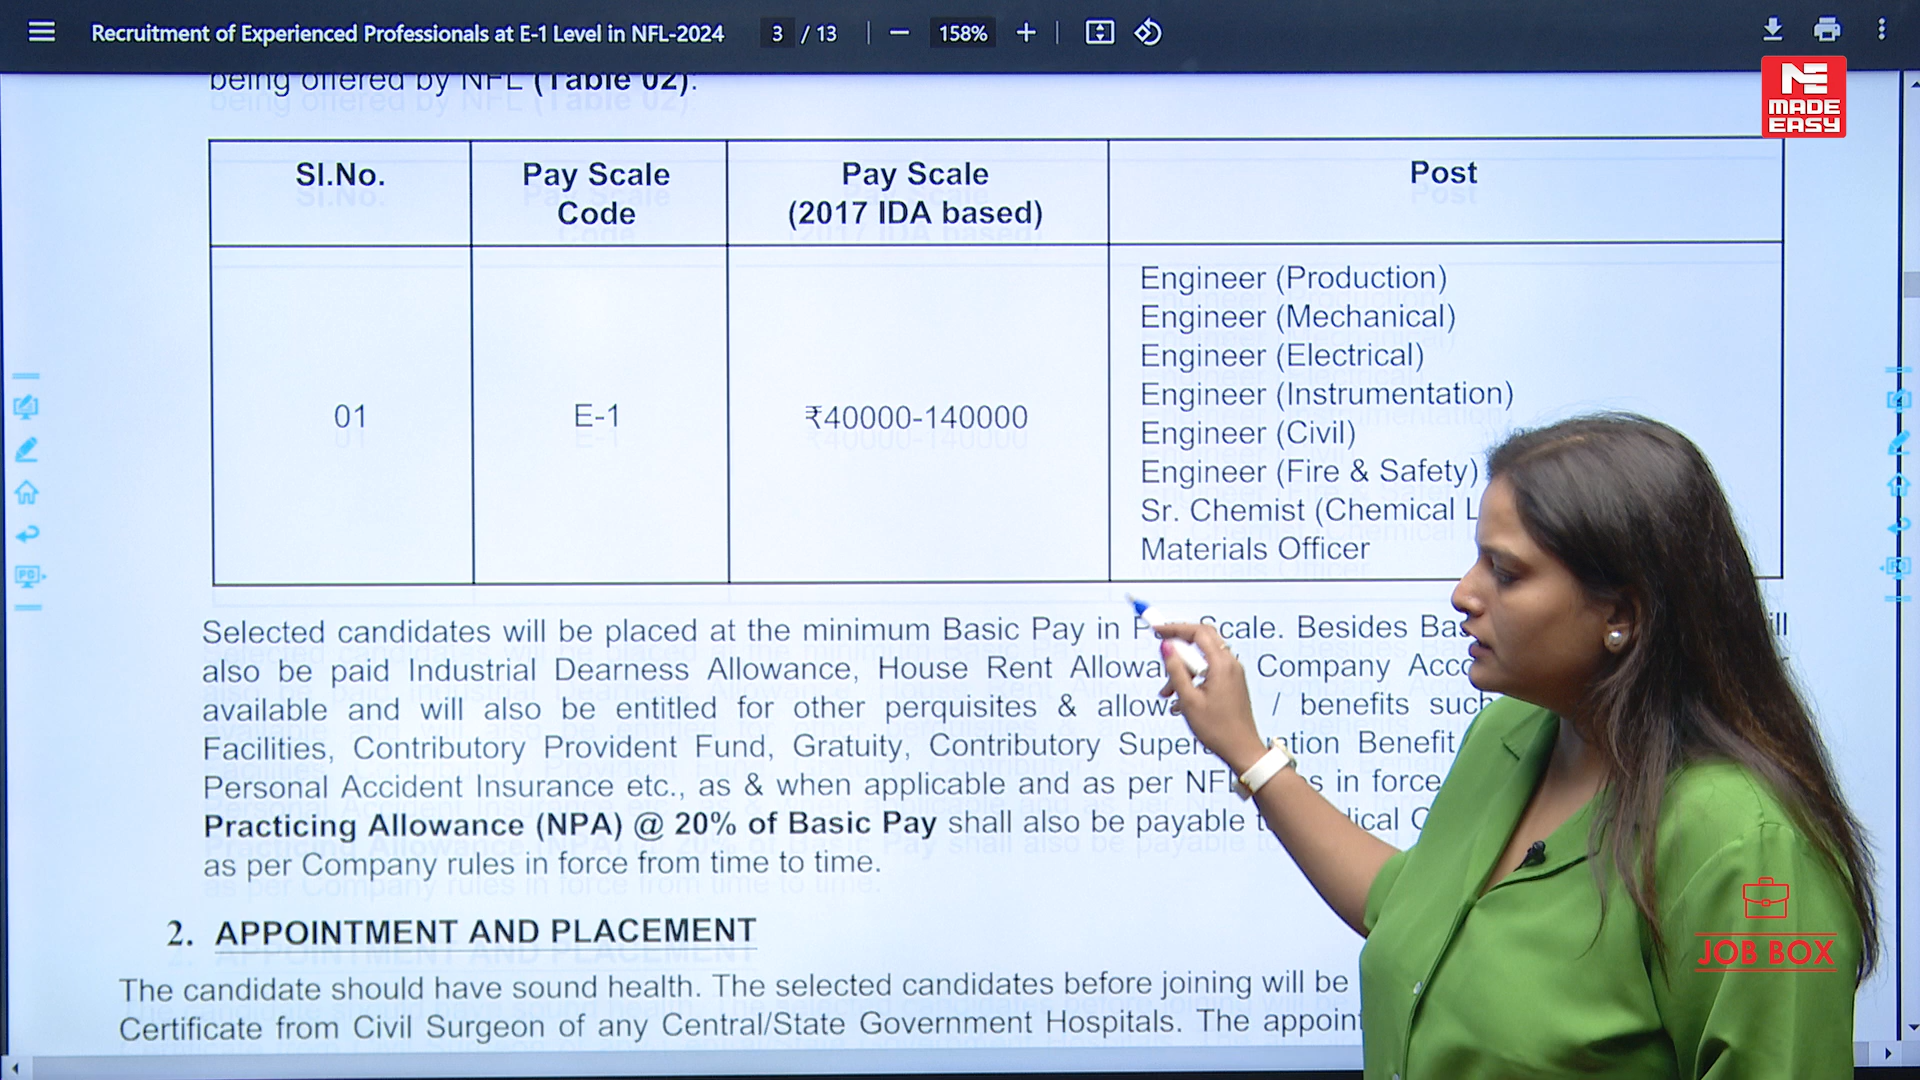 Recruitment of Experienced Professionals at E-1 Level in NFL-2024
3 / 13
158%
being offered by NFL (Table 02).
NE
MADE
EASY
Sl.No.
Pay Scale
Code
Pay Scale
(2017 IDA based)
Post
01
E-1
₹40000-140000
Engineer (Production)
Engineer (Mechanical)
Engineer (Electrical)
Engineer (Instrumentation)
Engineer (Civil)
Engineer (Fire & Safety)
Sr. Chemist (Chemical L
Materials Officer
Selected candidates will be placed at the minimum Basic Pay in Pay Scale. Besides Bas ill
also be paid Industrial Dearness Allowance, House Rent Allowa Company Acco
available and will also be entitled for other perquisites & allowa / benefits such
Facilities, Contributory Provident Fund, Gratuity, Contributory Super ation Benefit
Personal Accident Insurance etc., as & when applicable and as per NFL s in force
Practicing Allowance (NPA) @ 20% of Basic Pay shall also be payable t dical O
as per Company rules in force from time to time.
2. APPOINTMENT AND PLACEMENT
The candidate should have sound health. The selected candidates before joining will be
Certificate from Civil Surgeon of any Central/State Government Hospitals. The appoint
JOB BOX